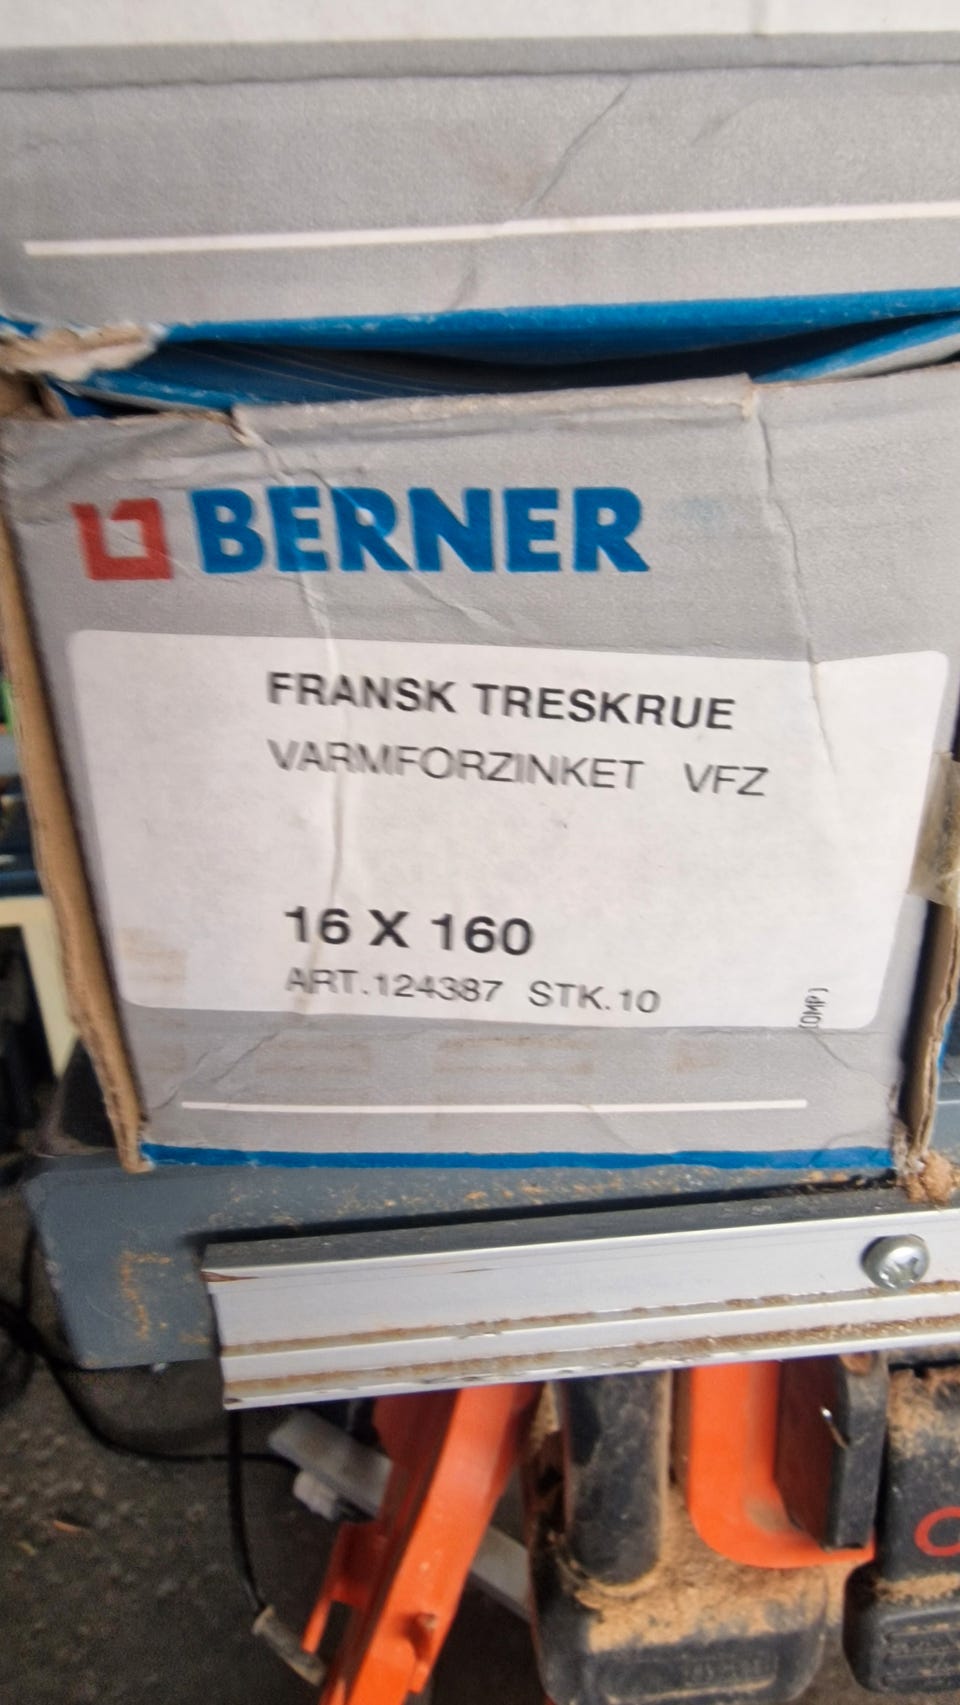 BERNER
FRANSK TRESKRUE
VARMFORZINKET VFZ
16 X 160
ART.124387 STK.10